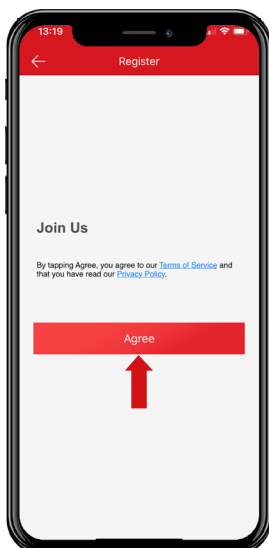 13:19
Register
Join Us
By tapping Agree, you agree to our Terms of Service and
that you have read our Privacy Policy.
Agree